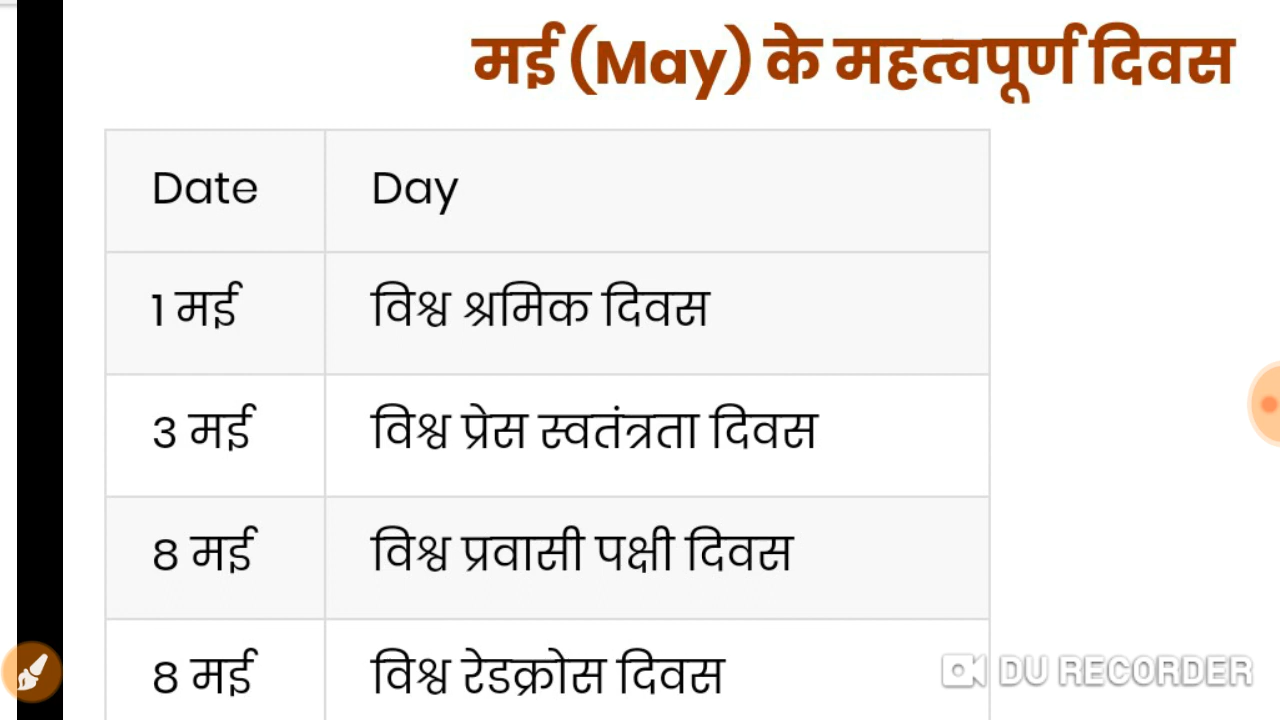 मई (May) के महत्वपूर्ण दिवस
Date Day
1 मई विश्व श्रमिक दिवस
3 मई विश्व प्रेस स्वतंत्रता दिवस
8 मई विश्व प्रवासी पक्षी दिवस
8 मई विश्व रेडक्रोस दिवस
DU RECORDER